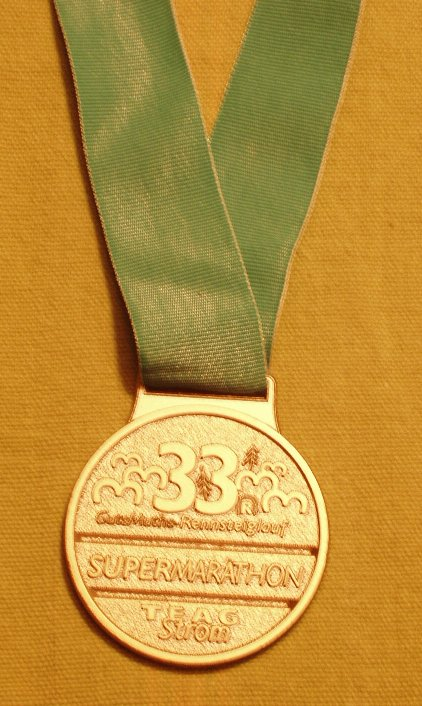 33
R
GutsMuths-Rennsteiglauf
SUPERMARATHON
TEAG
Strom